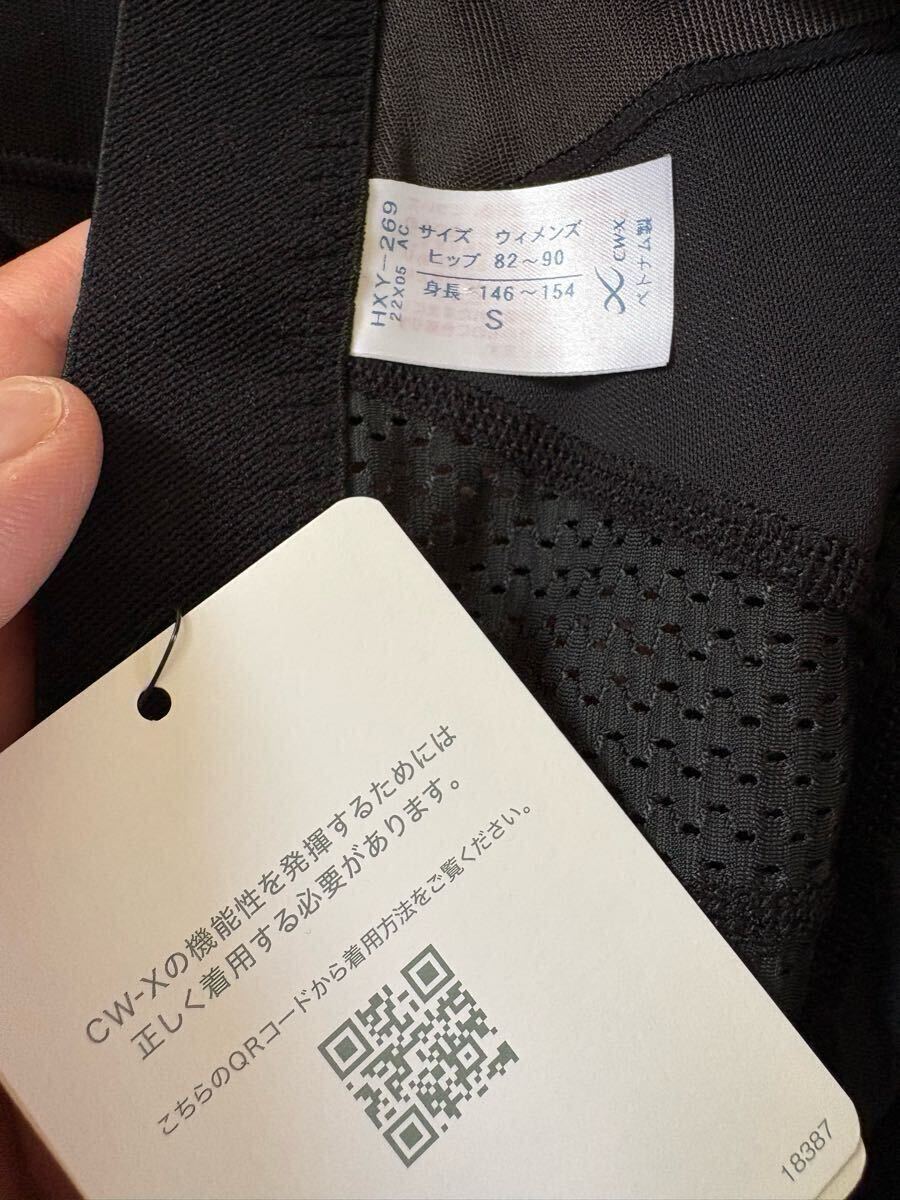 HXY-269
22X05 AC
サイズ ウィメンズ
ヒップ 82~90
身長 146~154
S
CW-X
ベトナム製
CW-Xの機能性を発揮するためには
正しく着用する必要があります。
こちらのQRコードから着用方法をご覧ください。
18387